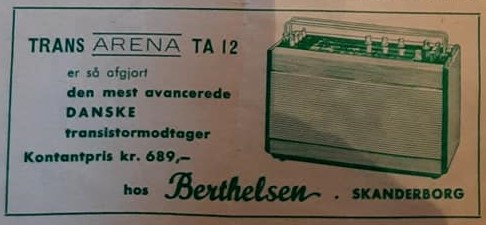 TRANS ARENA TA 12
er så afgjort
den mest avancerede
DANSKE
transistormodtager
Kontantpris kr. 689,—
hos Berthelsen . SKANDERBORG